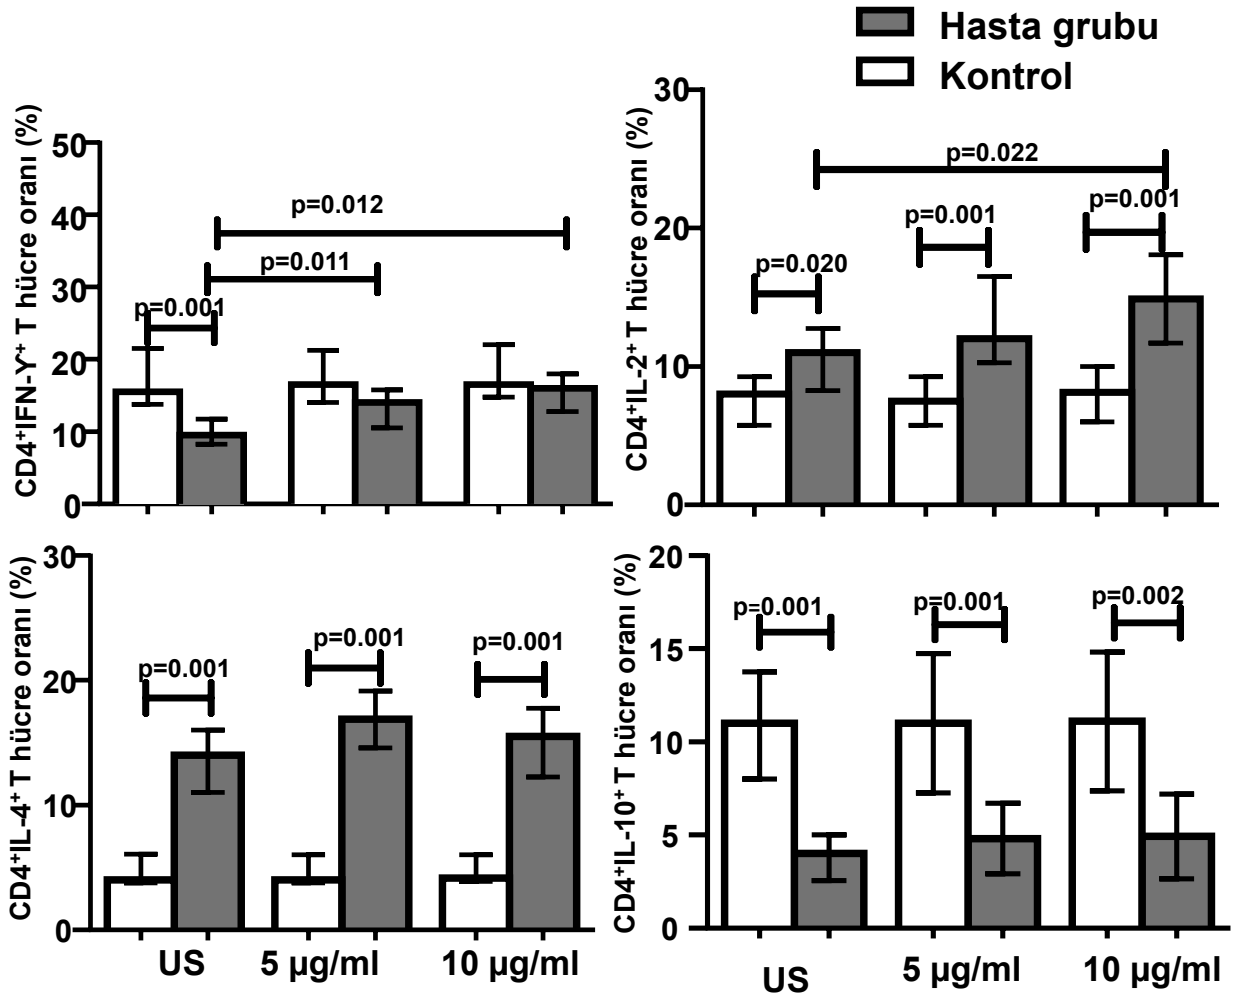 Hasta grubu
Kontrol
CD4⁺IFN-Υ⁺ T hücre oranı (%)
50
40
30
20
10
0
p=0.012
p=0.011
p=0.001
CD4⁺IL-2⁺ T hücre oranı (%)
30
20
10
0
p=0.022
p=0.001
p=0.001
p=0.020
CD4⁺IL-4⁺ T hücre oranı (%)
30
20
10
0
p=0.001
p=0.001
p=0.001
US 5 µg/ml 10 µg/ml
CD4⁺IL-10⁺ T hücre oranı (%)
20
15
10
5
0
p=0.001
p=0.001
p=0.002
US 5 µg/ml 10 µg/ml